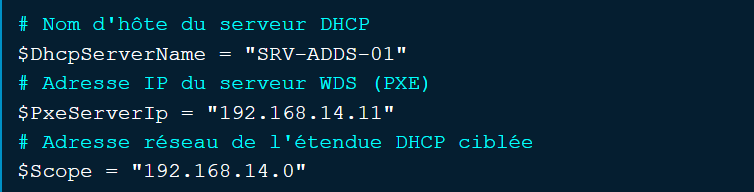 # Nom d'hôte du serveur DHCP
$DhcpServerName = "SRV-ADDS-01"
# Adresse IP du serveur WDS (PXE)
$PxeServerIp = "192.168.14.11"
# Adresse réseau de l'étendue DHCP ciblée
$Scope = "192.168.14.0"